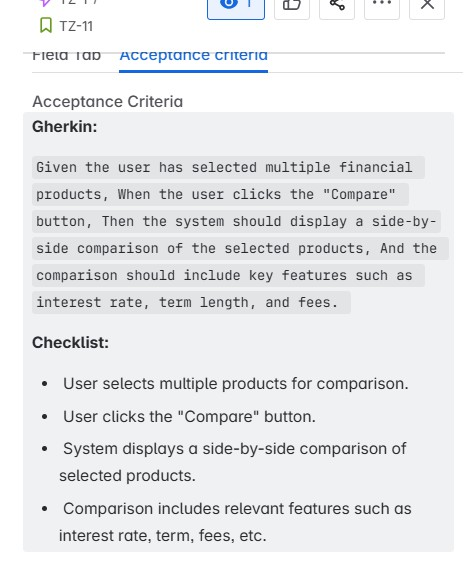 1
TZ-11
Field Tab Acceptance criteria
Acceptance Criteria
Gherkin:
Given the user has selected multiple financial
products, When the user clicks the "Compare"
button, Then the system should display a side-by-
side comparison of the selected products, And the
comparison should include key features such as
interest rate, term length, and fees.
Checklist:
• User selects multiple products for comparison.
• User clicks the "Compare" button.
• System displays a side-by-side comparison of
selected products.
• Comparison includes relevant features such as
interest rate, term, fees, etc.